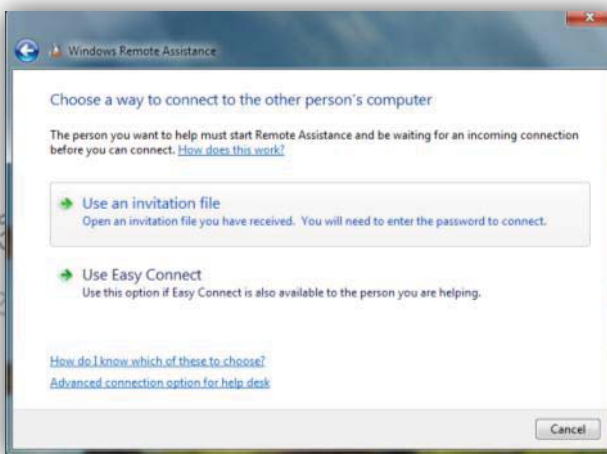 Windows Remote Assistance
Choose a way to connect to the other person's computer
The person you want to help must start Remote Assistance and be waiting for an incoming connection
before you can connect. How does this work?
Use an invitation file
Open an invitation file you have received. You will need to enter the password to connect.
Use Easy Connect
Use this option if Easy Connect is also available to the person you are helping.
How do I know which of these to choose?
Advanced connection option for help desk
Cancel